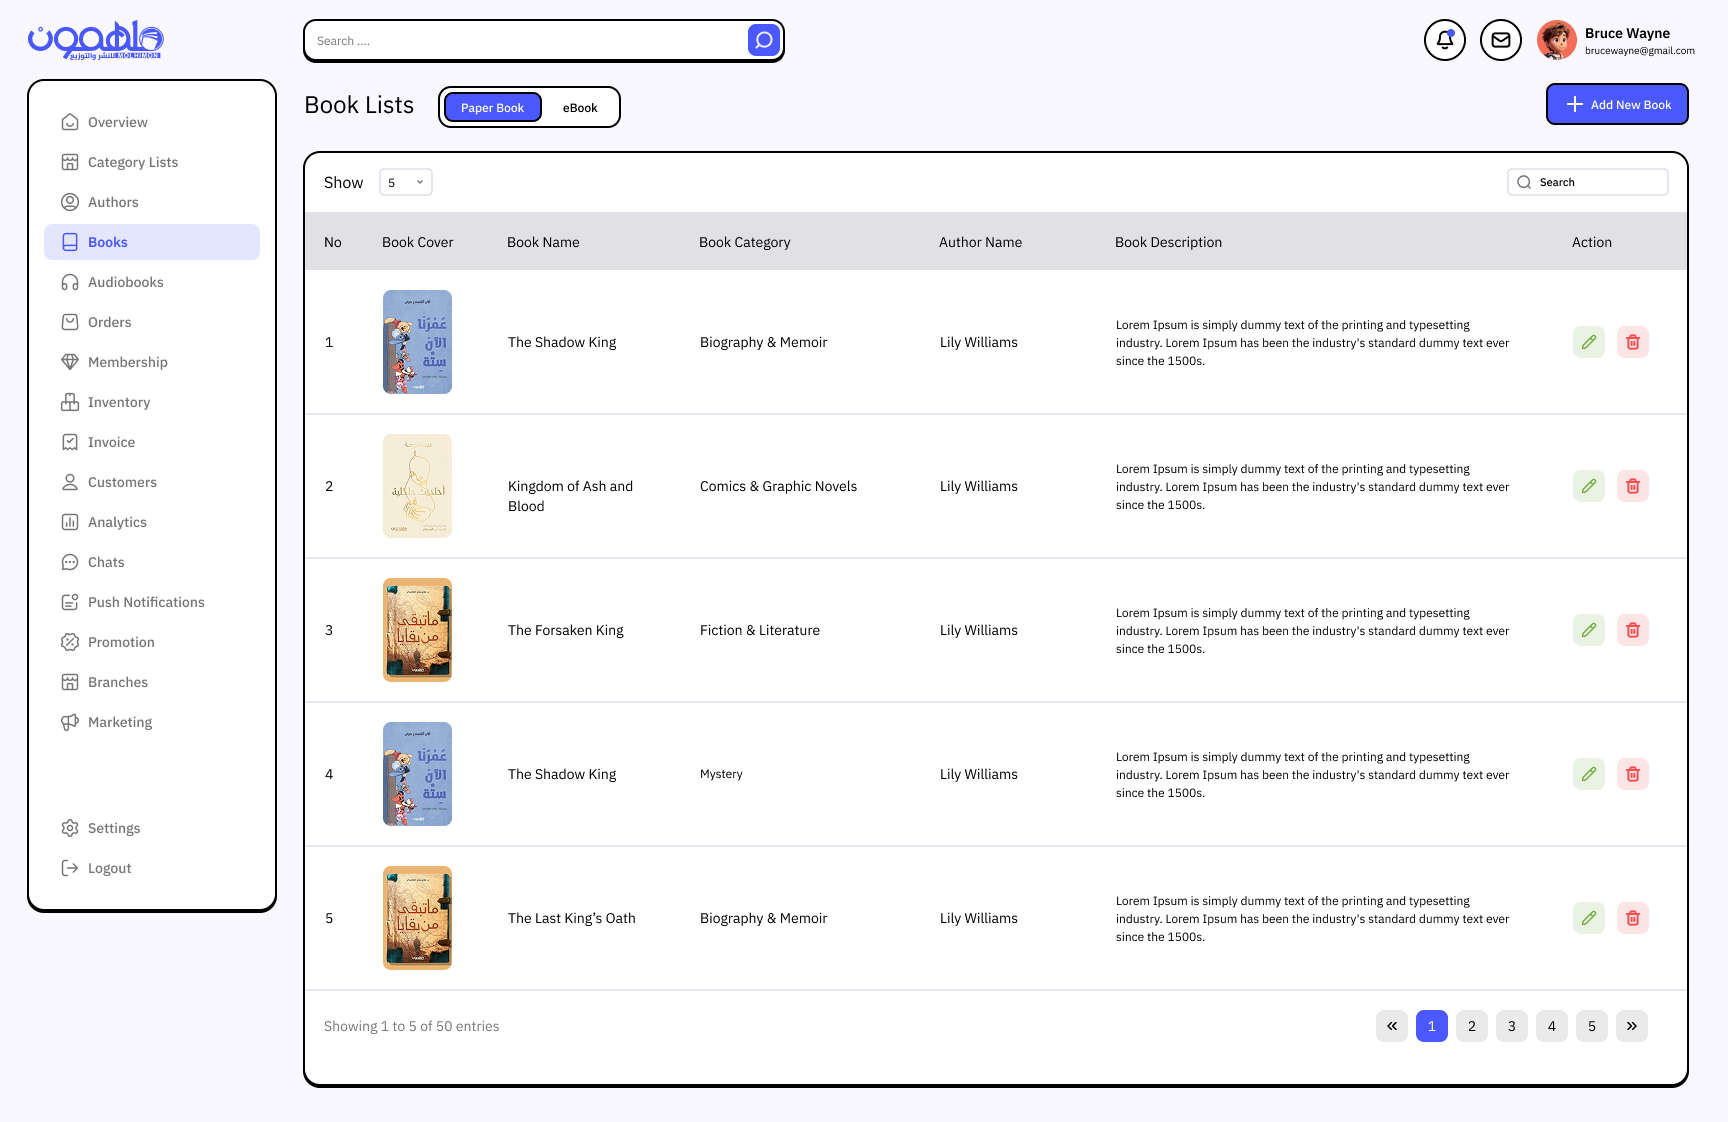 ملهمون
للنشر والتوزيع MOLHIMON
Search ....
Bruce Wayne
brucewayne@gmail.com
Overview
Category Lists
Authors
Books
Audiobooks
Orders
Membership
Inventory
Invoice
Customers
Analytics
Chats
Push Notifications
Promotion
Branches
Marketing
Settings
Logout
Book Lists
Paper Book
eBook
Add New Book
Show
5
Search
No Book Cover Book Name Book Category Author Name Book Description Action
عُمْرُنَا
الآنَ
سِتَّة
1 The Shadow King Biography & Memoir Lily Williams
Lorem Ipsum is simply dummy text of the printing and typesetting
industry. Lorem Ipsum has been the industry's standard dummy text ever
since the 1500s.
أحاديث داخلية
2 Kingdom of Ash and
Blood
Comics & Graphic Novels Lily Williams
Lorem Ipsum is simply dummy text of the printing and typesetting
industry. Lorem Ipsum has been the industry's standard dummy text ever
since the 1500s.
ماتبقى
من بقايا
3 The Forsaken King Fiction & Literature Lily Williams
Lorem Ipsum is simply dummy text of the printing and typesetting
industry. Lorem Ipsum has been the industry's standard dummy text ever
since the 1500s.
عُمْرُنَا
الآنَ
سِتَّة
4 The Shadow King Mystery Lily Williams
Lorem Ipsum is simply dummy text of the printing and typesetting
industry. Lorem Ipsum has been the industry's standard dummy text ever
since the 1500s.
ماتبقى
من بقايا
5 The Last King’s Oath Biography & Memoir Lily Williams
Lorem Ipsum is simply dummy text of the printing and typesetting
industry. Lorem Ipsum has been the industry's standard dummy text ever
since the 1500s.
Showing 1 to 5 of 50 entries
« 1 2 3 4 5 »